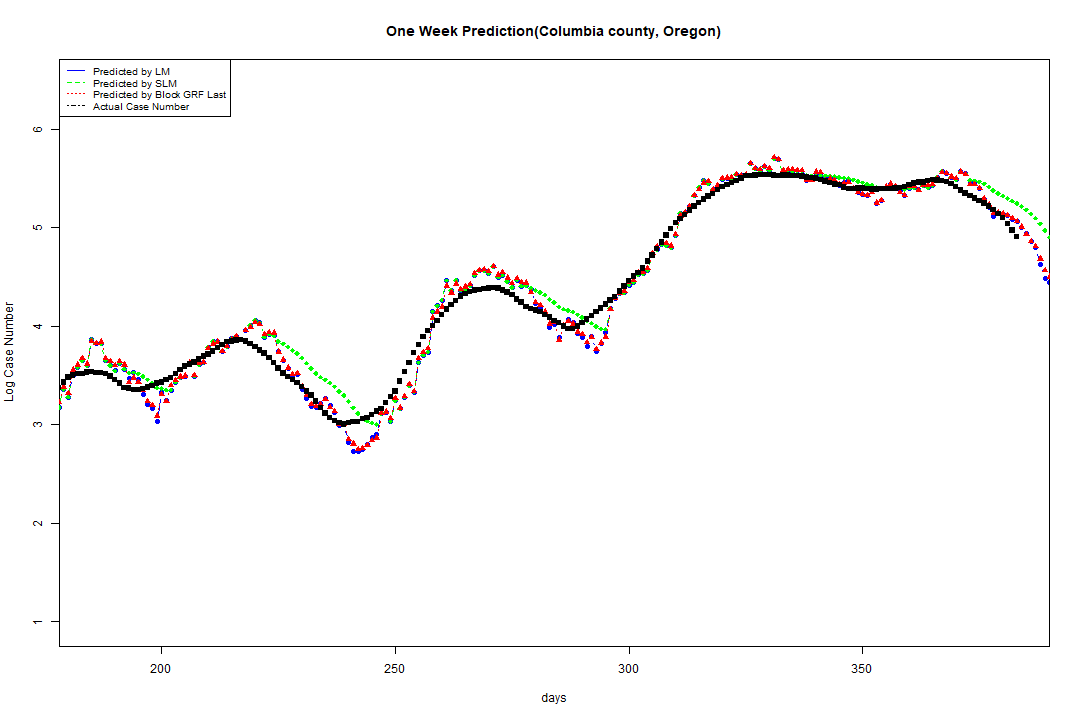 One Week Prediction(Columbia county, Oregon)
Predicted by LM
Predicted by SLM
Predicted by Block GRF Last
Actual Case Number
6
5
4
3
2
1
Log Case Number
200 250 300 350
days